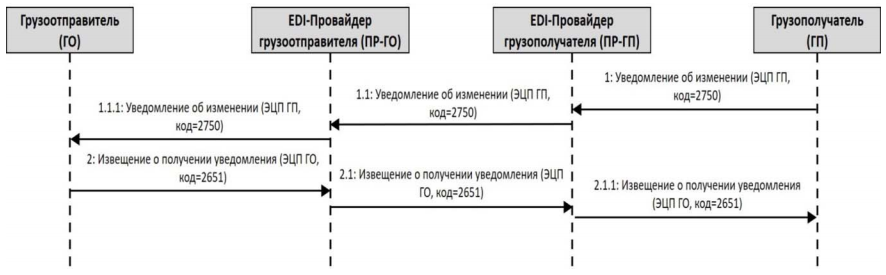 Грузоотправитель
(ГО)
EDI-Провайдер
грузоотправителя (ПР-ГО)
EDI-Провайдер
грузополучателя (ПР-ГП)
Грузополучатель
(ГП)
1: Уведомление об изменении (ЭЦП ГП,
код=2750)
1.1: Уведомление об изменении (ЭЦП ГП,
код=2750)
1.1.1: Уведомление об изменении (ЭЦП ГП,
код=2750)
2: Извещение о получении уведомления (ЭЦП ГО,
код=2651)
2.1: Извещение о получении уведомления (ЭЦП
ГО, код=2651)
2.1.1: Извещение о получении уведомления
(ЭЦП ГО, код=2651)